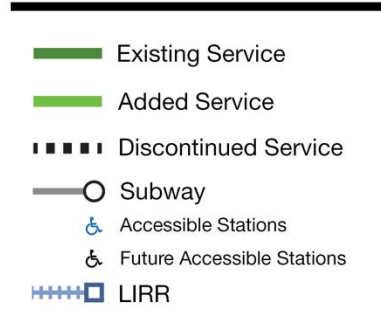 Existing Service
Added Service
Discontinued Service
Subway
Accessible Stations
Future Accessible Stations
LIRR